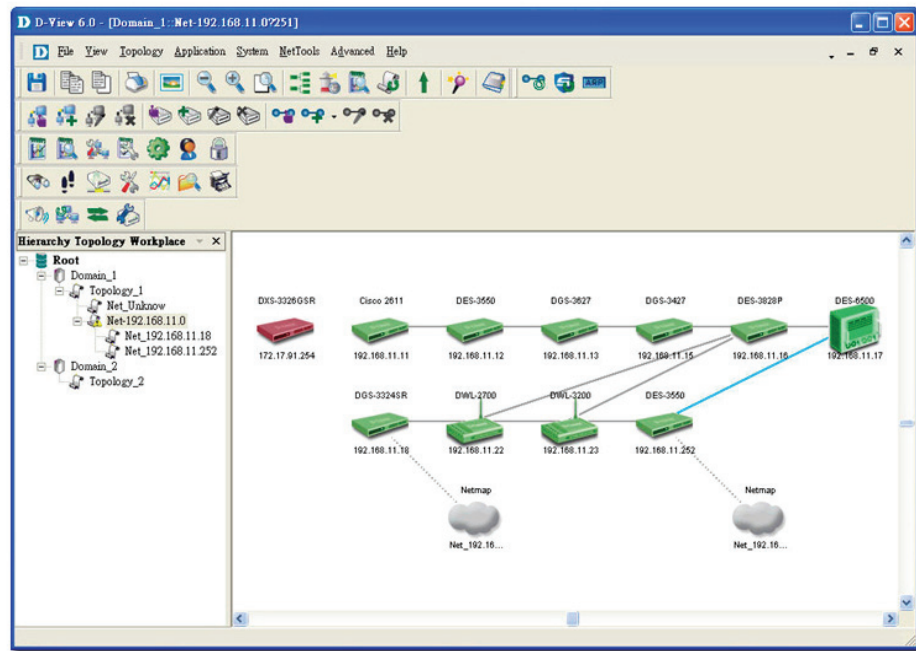 D-View 6.0 - [Domain_1::Net-192.168.11.0?251]
File View Topology Application System NetTools Advanced Help
Hierarchy Topology Workplace
Root
Domain_1
Topology_1
Net_Unknow
Net-192.168.11.0
Net_192.168.11.18
Net_192.168.11.252
Domain_2
Topology_2
DXS-3326GSR Cisco 2611 DES-3550 DGS-3627 DGS-3427 DES-3828P DES-6500
172.17.91.254 192.168.11.11 192.168.11.12 192.168.11.13 192.168.11.15 192.168.11.16 192.168.11.17
DGS-3324SR DWL-2700 DWL-3200 DES-3550
192.168.11.18 192.168.11.22 192.168.11.23 192.168.11.252
Netmap Netmap
Net_192.16... Net_192.16...